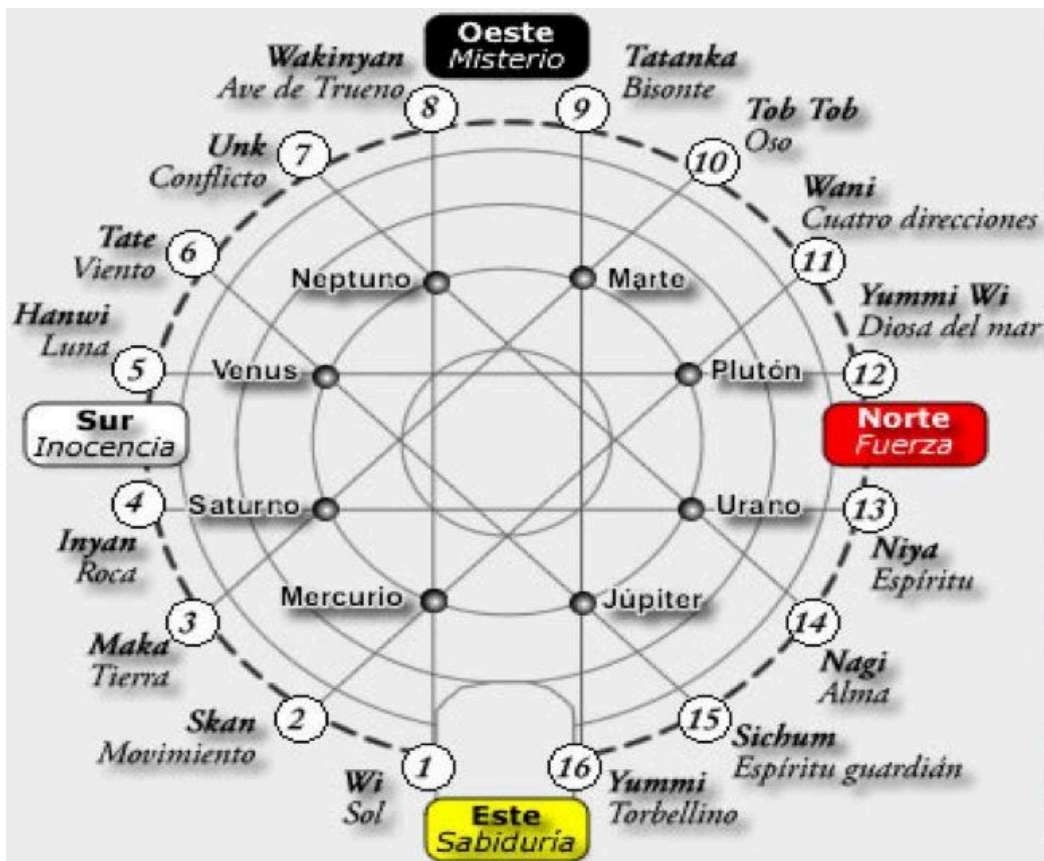 Oeste
Misterio
Wakinyan
Ave de Trueno
8
9
Tatanka
Bisonte
Unk
Conflicto
7
10
Tob Tob
Oso
Tate
Viento
6
11
Wani
Cuatro direcciones
Neptuno
Marte
Hanwi
Luna
5
12
Yummi Wi
Diosa del mar
Venus
Plutón
Sur
Inocencia
Norte
Fuerza
Saturno
Urano
4
Inyan
Roca
13
Niya
Espíritu
Mercurio
Júpiter
3
Maka
Tierra
14
Nagi
Alma
2
Skan
Movimiento
15
Sichum
Espíritu guardián
1
Wi
Sol
16
Yummi
Torbellino
Este
Sabiduría